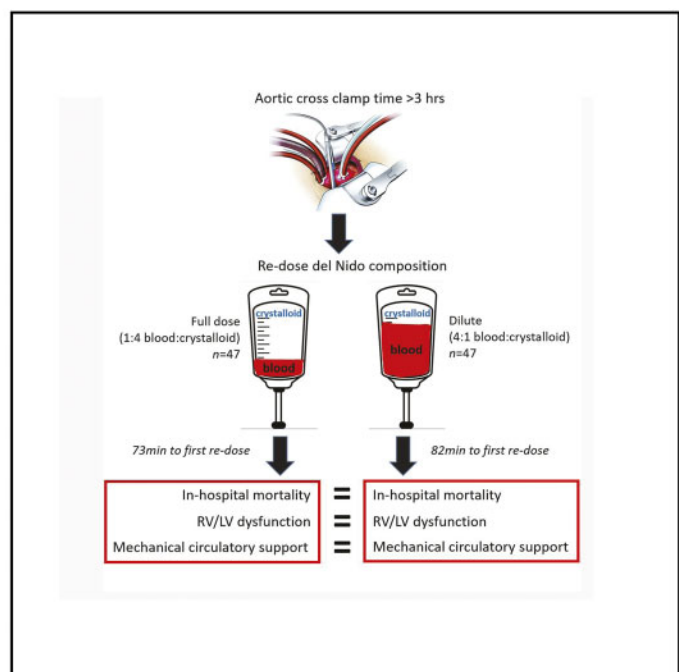 Aortic cross clamp time >3 hrs
Re-dose del Nido composition
Full dose
(1:4 blood:crystalloid)
n=47
crystalloid
blood
crystalloid
blood
Dilute
(4:1 blood:crystalloid)
n=47
73min to first re-dose
82min to first re-dose
In-hospital mortality = In-hospital mortality
RV/LV dysfunction = RV/LV dysfunction
Mechanical circulatory support = Mechanical circulatory support